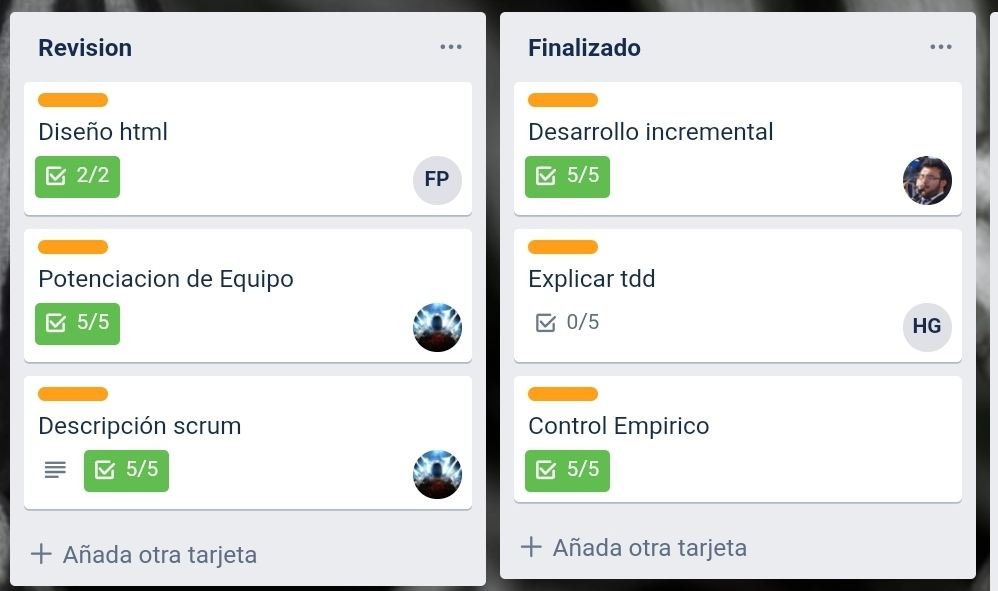 Revision
Diseño html
2/2
FP
Potenciacion de Equipo
5/5
Descripción scrum
5/5
Añada otra tarjeta
Finalizado
Desarrollo incremental
5/5
Explicar tdd
0/5
HG
Control Empirico
5/5
Añada otra tarjeta